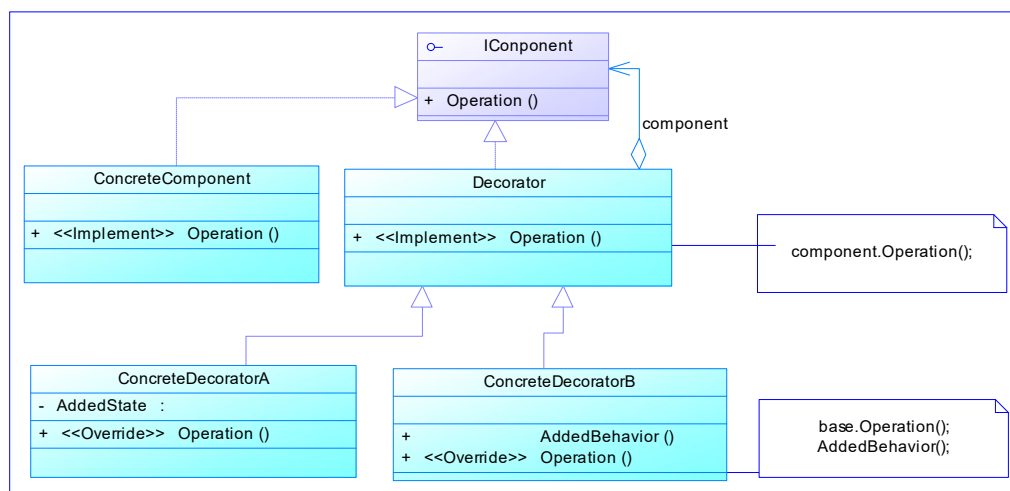 IConponent
+ Operation ()
component
ConcreteComponent
+ <<Implement>> Operation ()
Decorator
+ <<Implement>> Operation ()
component.Operation();
ConcreteDecoratorA
- AddedState :
+ <<Override>> Operation ()
ConcreteDecoratorB
+ AddedBehavior ()
+ <<Override>> Operation ()
base.Operation();
AddedBehavior();